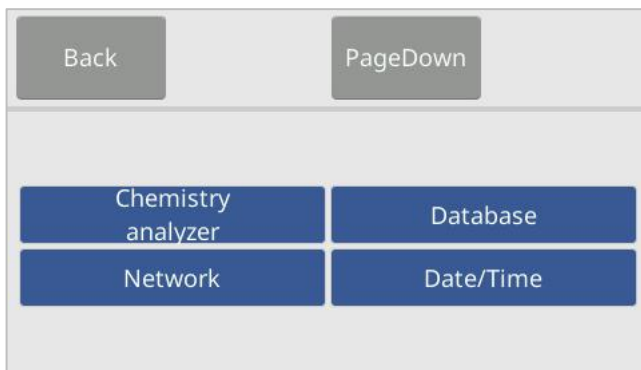 Back
PageDown
Chemistry
analyzer
Database
Network
Date/Time